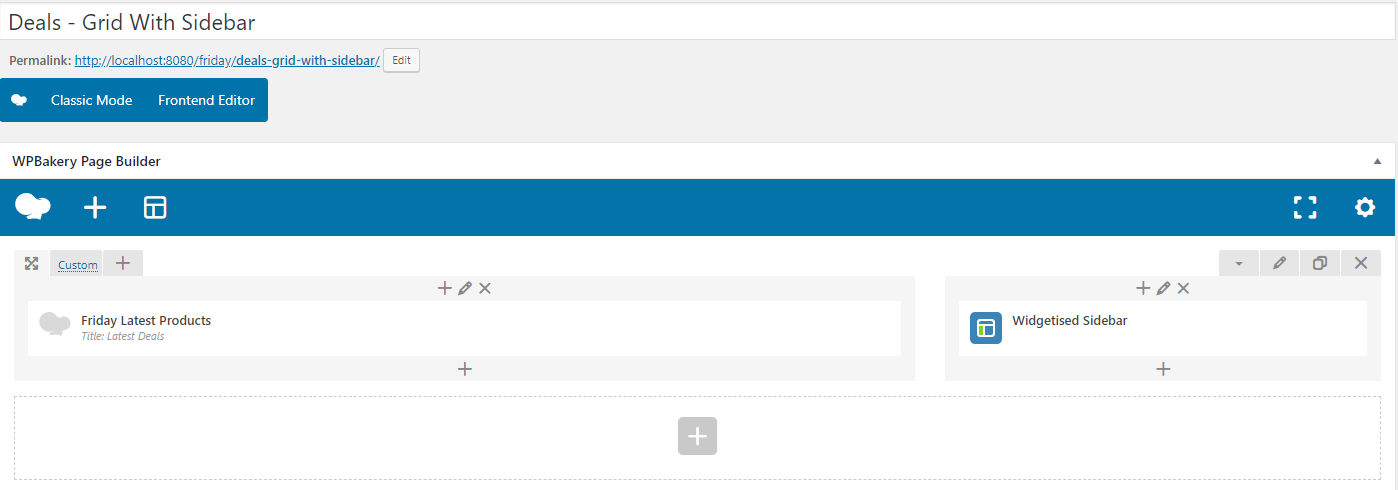 Deals - Grid With Sidebar
Permalink: http://localhost:8080/friday/deals-grid-with-sidebar/ Edit
Classic Mode Frontend Editor
WPBakery Page Builder
Custom
Friday Latest Products
Title: Latest Deals
Widgetised Sidebar